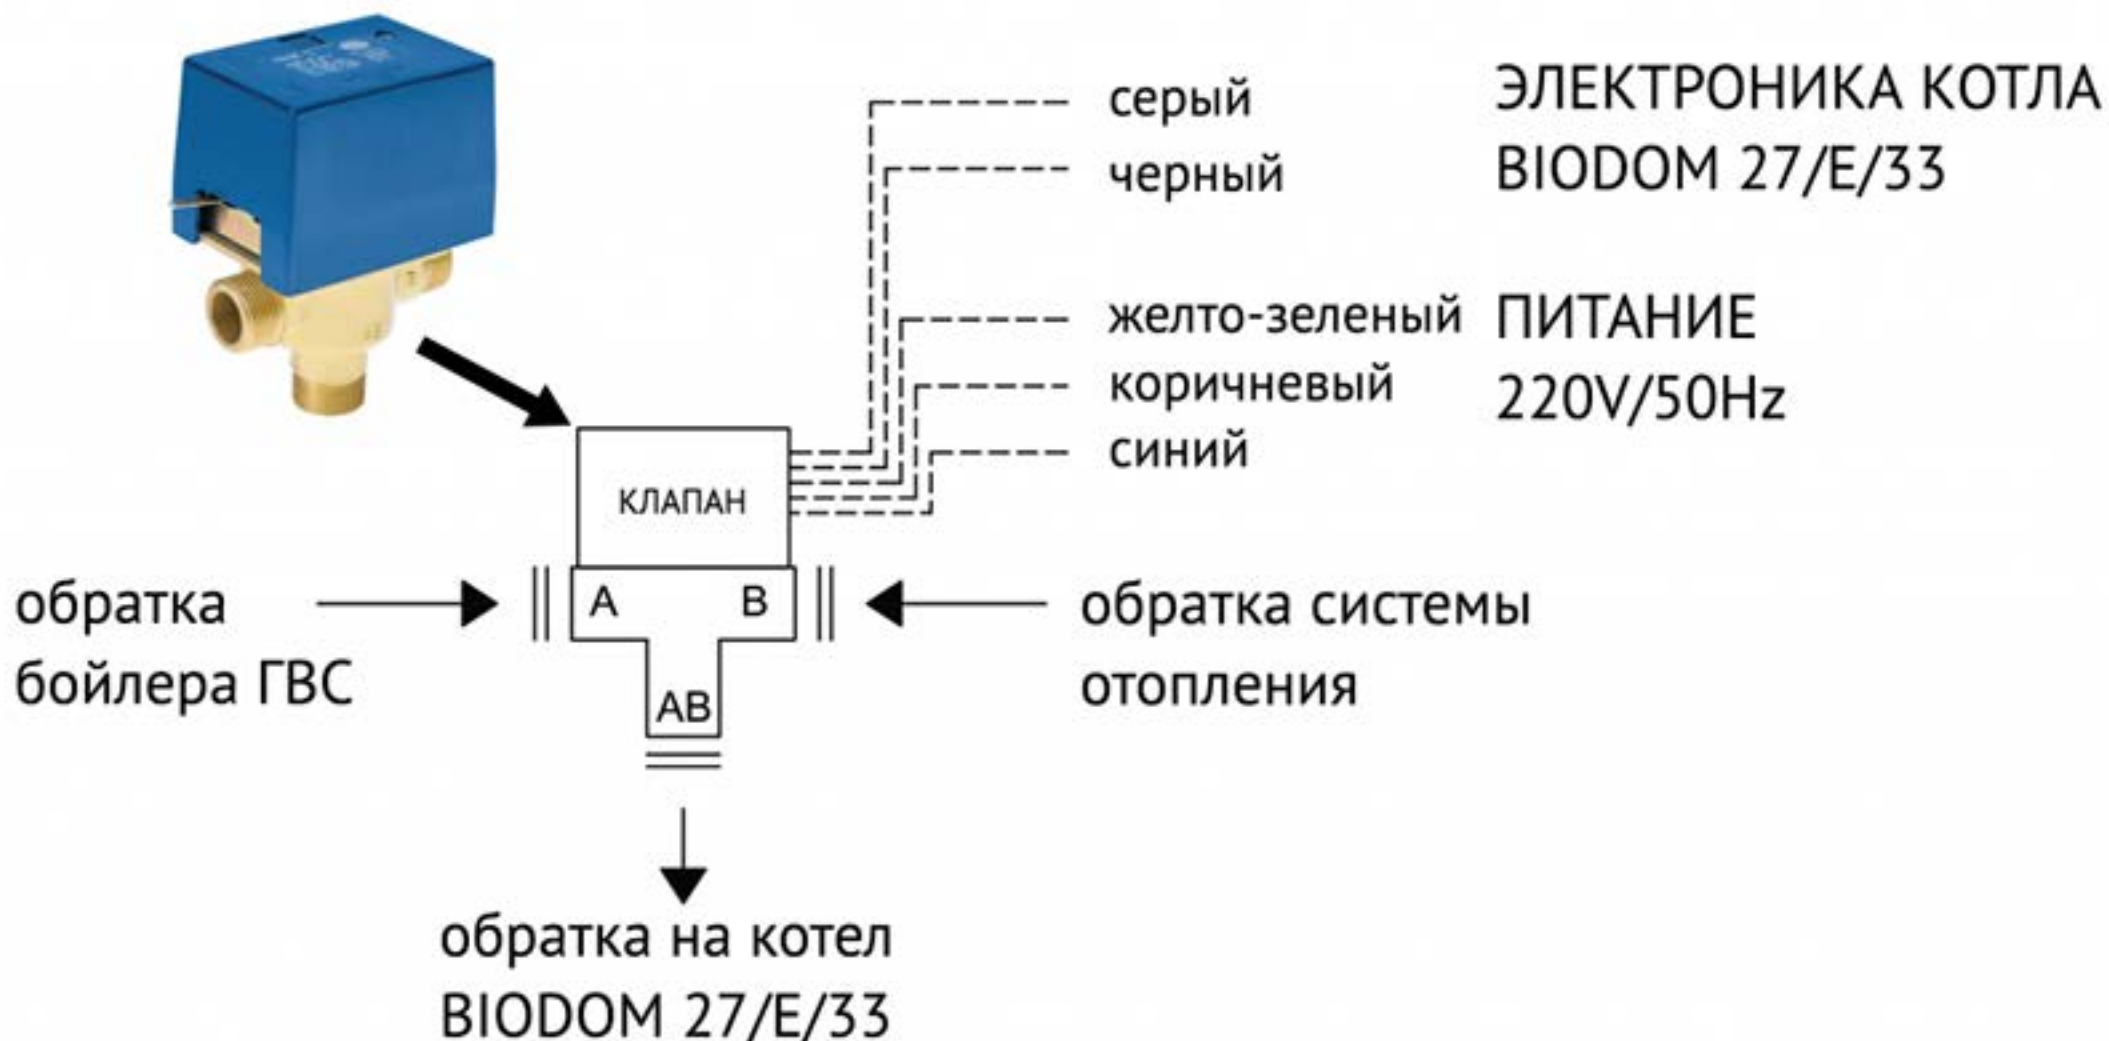 серый
черный
ЭЛЕКТРОНИКА КОТЛА
BIODOM 27/E/33
желто-зеленый
коричневый
синий
ПИТАНИЕ
220V/50Hz
КЛАПАН
A
B
AB
обратка
бойлера ГВС
обратка системы
отопления
обратка на котел
BIODOM 27/E/33